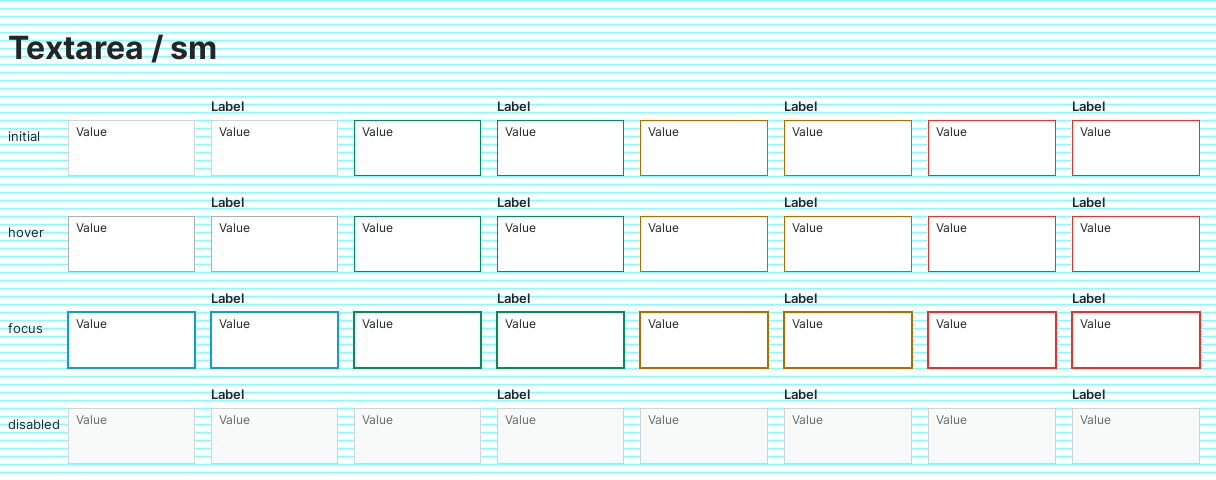 Textarea / sm
Label Label Label Label
initial Value Value Value Value Value Value Value Value
Label Label Label Label
hover Value Value Value Value Value Value Value Value
Label Label Label Label
focus Value Value Value Value Value Value Value Value
Label Label Label Label
disabled Value Value Value Value Value Value Value Value